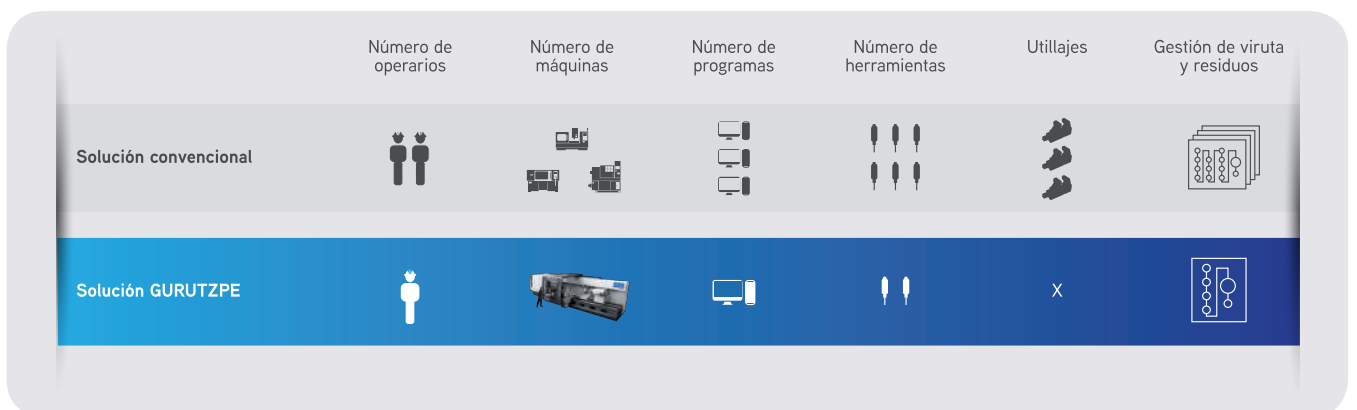 Número de operarios
Número de máquinas
Número de programas
Número de herramientas
Utillajes
Gestión de viruta y residuos
Solución convencional
Solución GURUTZPE
X